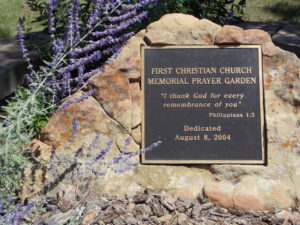 FIRST CHRISTIAN CHURCH
MEMORIAL PRAYER GARDEN
"I thank God for every
remembrance of you"
Philippians 1:3
Dedicated
August 8, 2004